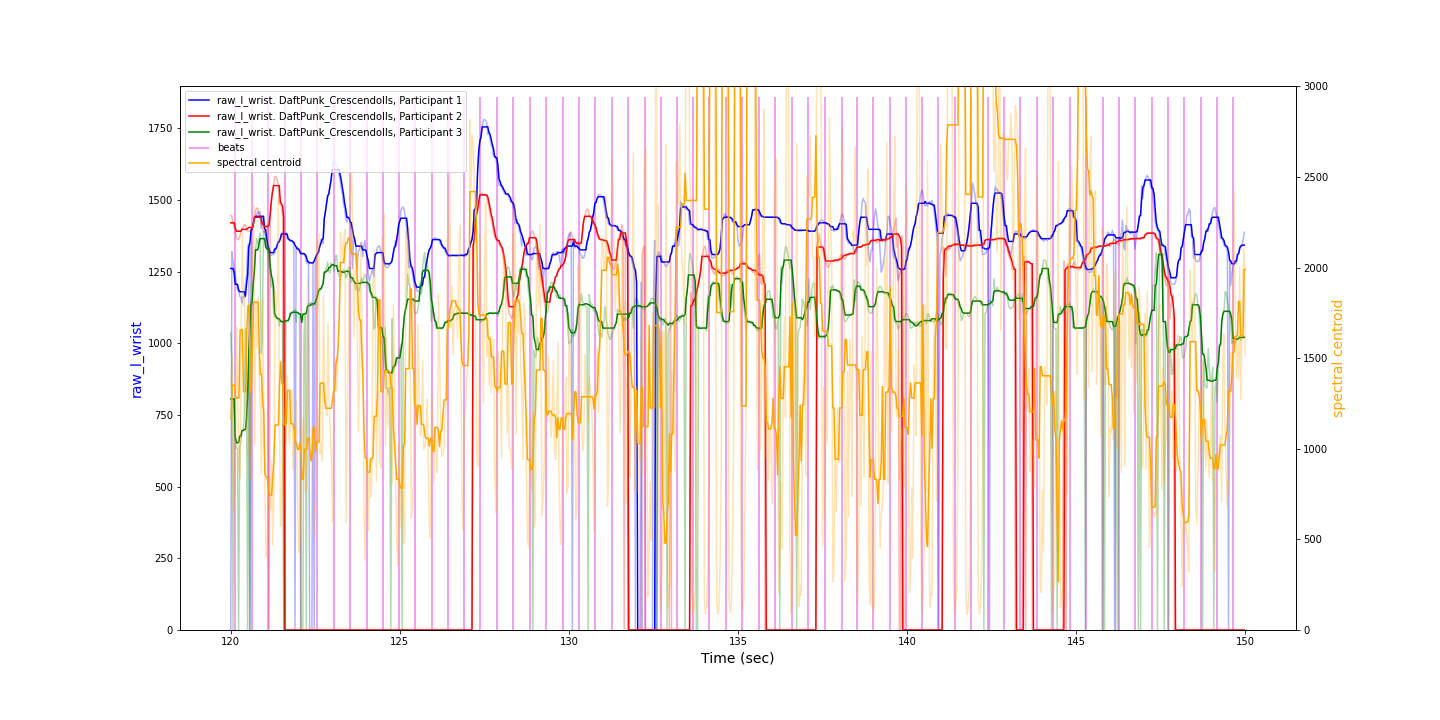 raw_l_wrist. DaftPunk_Crescendolls, Participant 1
raw_l_wrist. DaftPunk_Crescendolls, Participant 2
raw_l_wrist. DaftPunk_Crescendolls, Participant 3
beats
spectral centroid
raw_l_wrist
0
250
500
750
1000
1250
1500
1750
120
125
130
135
140
145
150
Time (sec)
0
500
1000
1500
2000
2500
3000
spectral centroid